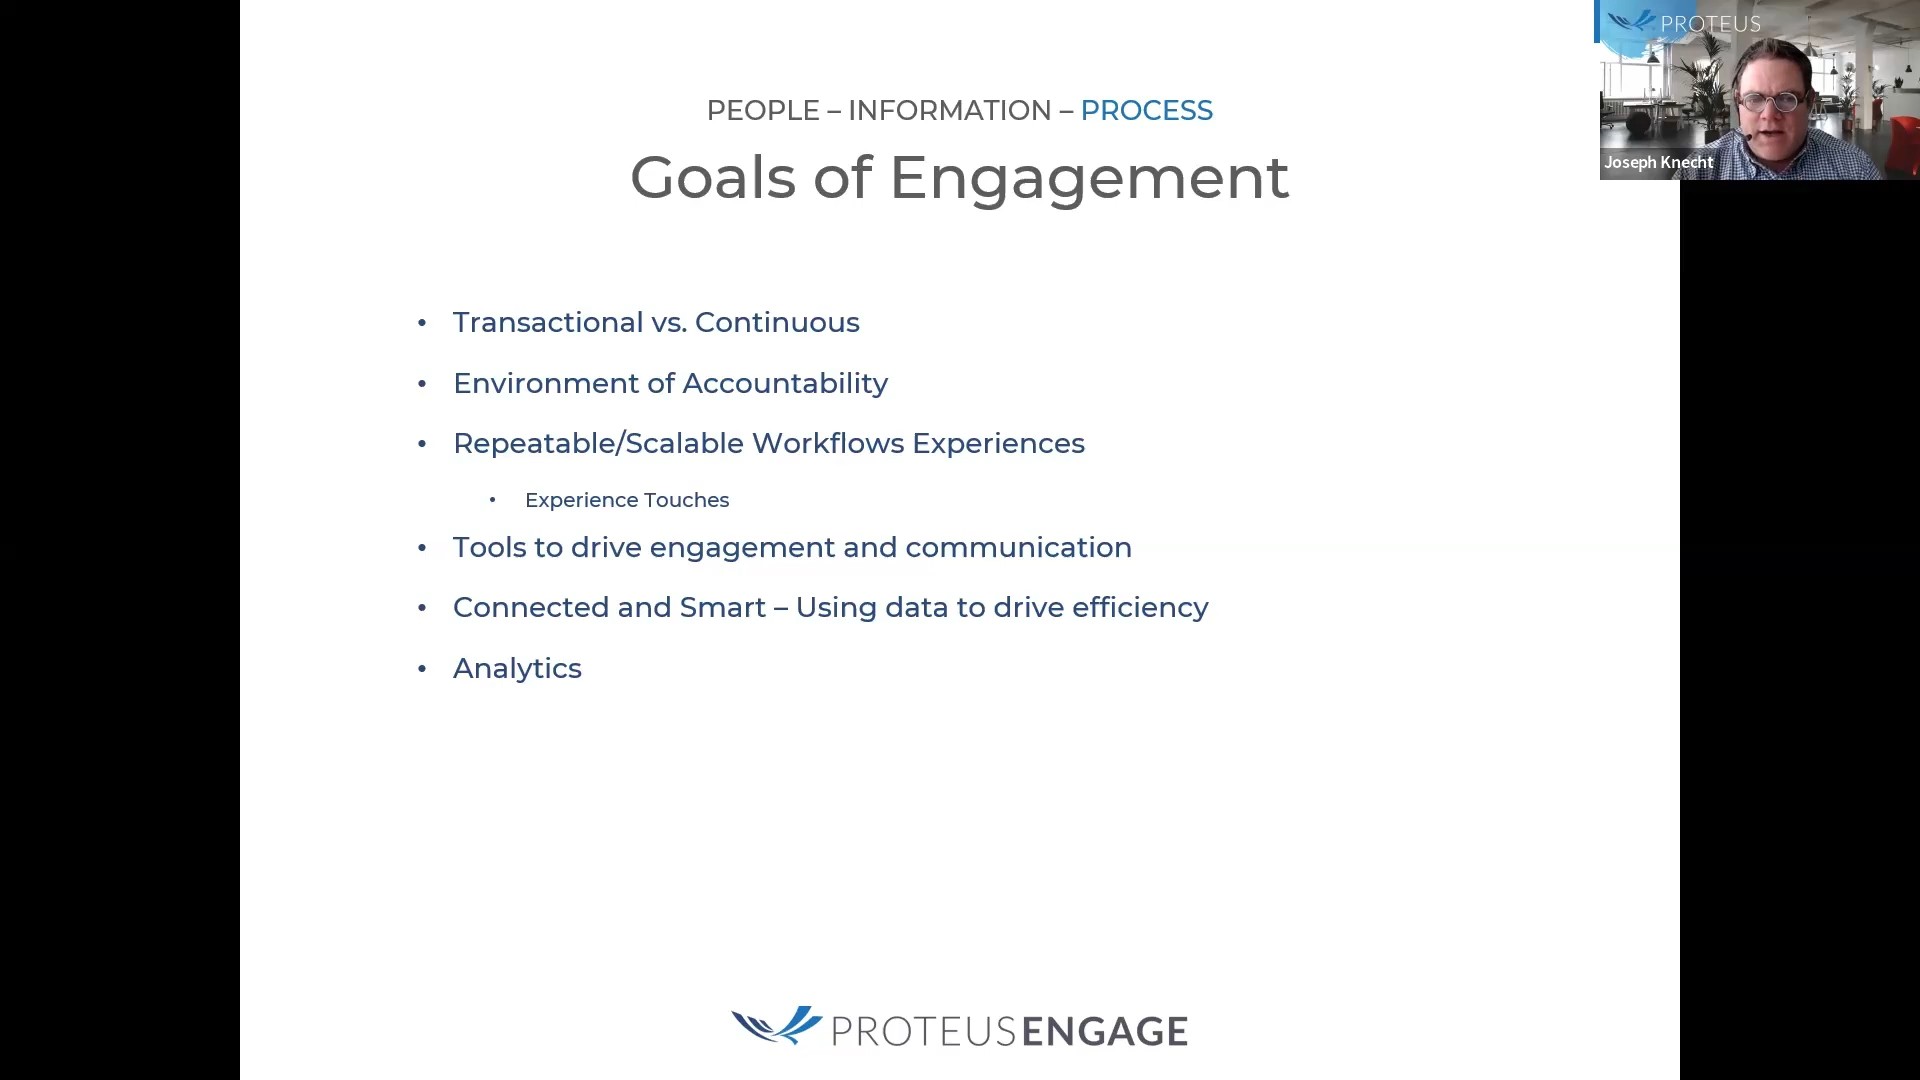 PROTEUS
Joseph Knecht
PEOPLE – INFORMATION – PROCESS
Goals of Engagement
• Transactional vs. Continuous
• Environment of Accountability
• Repeatable/Scalable Workflows Experiences
• Experience Touches
• Tools to drive engagement and communication
• Connected and Smart – Using data to drive efficiency
• Analytics
PROTEUSENGAGE